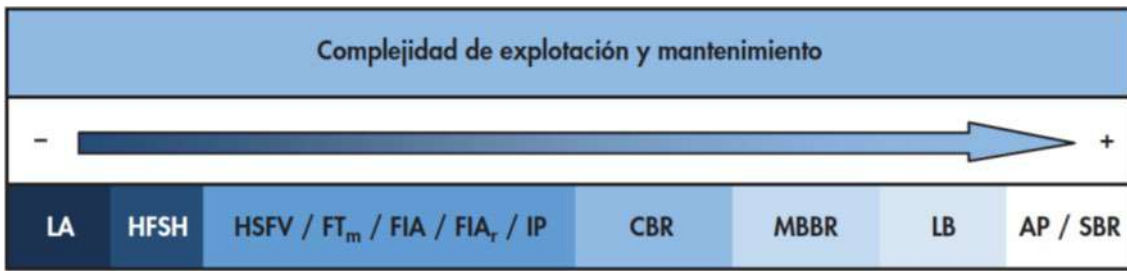 Complejidad de explotación y mantenimiento
– +
LA HFSH HSFV / FTm / FIA / FIAr / IP CBR MBBR LB AP / SBR